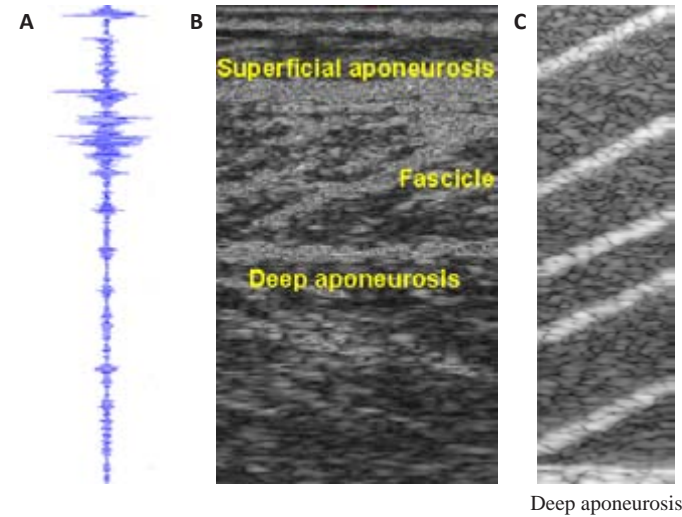 A
B
C
Superficial aponeurosis
Fascicle
Deep aponeurosis
Deep aponeurosis